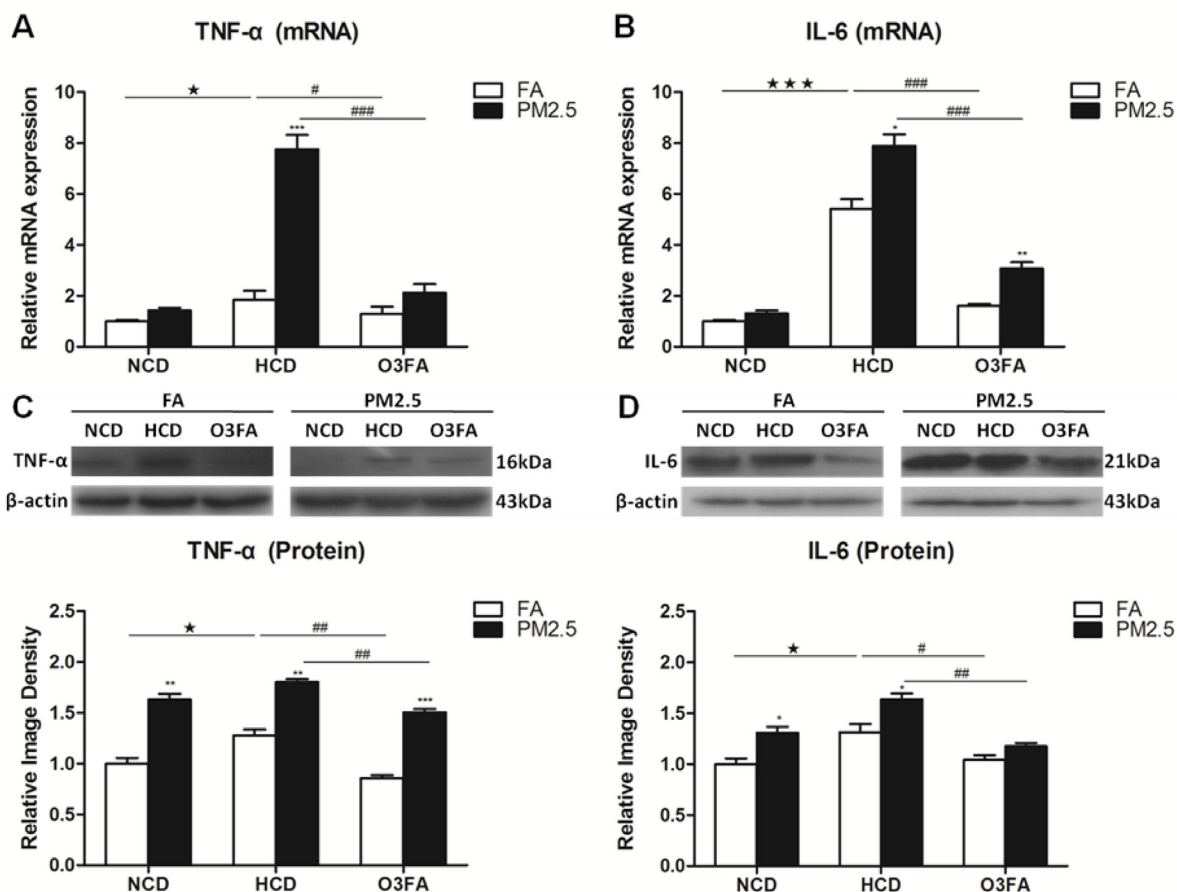 A
TNF-α (mRNA)
Relative mRNA expression
10
8
6
4
2
0
★
#
###
***
FA
PM2.5
NCD
HCD
O3FA
B
IL-6 (mRNA)
Relative mRNA expression
10
8
6
4
2
0
★★★
###
###
*
**
FA
PM2.5
NCD
HCD
O3FA
C
FA
PM2.5
NCD HCD O3FA
NCD HCD O3FA
TNF-α
16kDa
β-actin
43kDa
TNF-α (Protein)
Relative Image Density
2.5
2.0
1.5
1.0
0.5
0.0
★
##
##
**
**
***
FA
PM2.5
NCD
HCD
O3FA
D
FA
PM2.5
NCD HCD O3FA
NCD HCD O3FA
IL-6
21kDa
β-actin
43kDa
IL-6 (Protein)
Relative Image Density
2.5
2.0
1.5
1.0
0.5
0.0
★
#
##
*
*
FA
PM2.5
NCD
HCD
O3FA